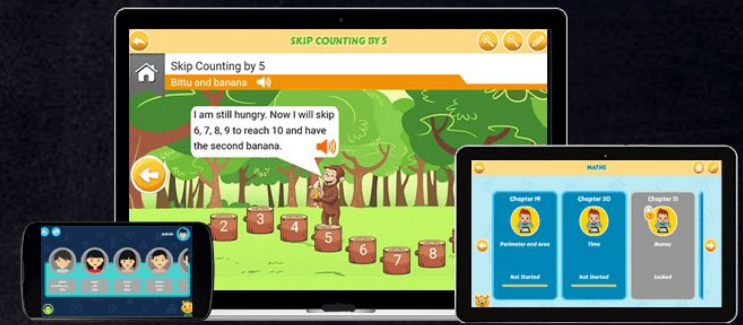 SKIP COUNTING BY 5
Skip Counting by 5
Bittu and banana
I am still hungry. Now I will skip
6, 7, 8, 9 to reach 10 and have
the second banana.
2
3
4
5
6
7
8
MATHS
Chapter 19
Perimeter and Area
Not Started
Chapter 20
Time
Not Started
Chapter 21
Money
Locked